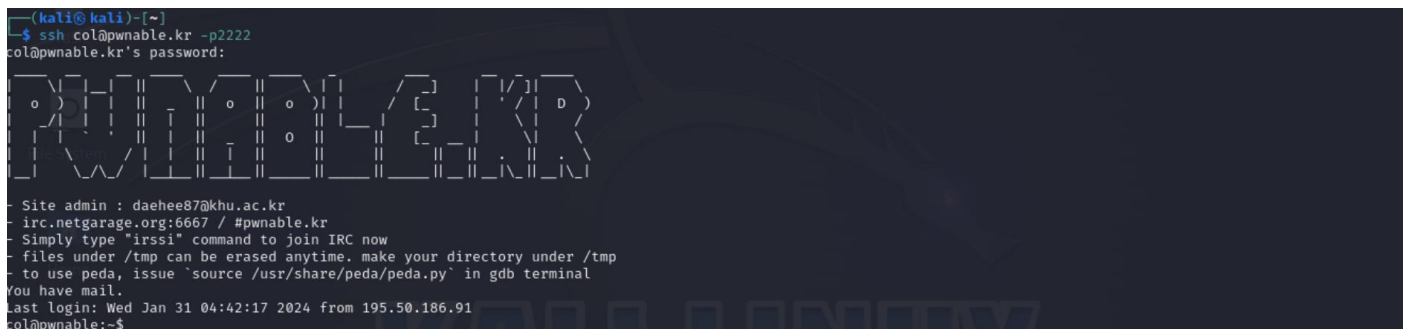 (kali㉿kali)-[~]
$ ssh col@pwnable.kr -p2222
col@pwnable.kr's password:
PWNABLE.KR
- Site admin : daehee87@khu.ac.kr
- irc.netgarage.org:6667 / #pwnable.kr
- Simply type "irssi" command to join IRC now
- files under /tmp can be erased anytime. make your directory under /tmp
- to use peda, issue `source /usr/share/peda/peda.py` in gdb terminal
You have mail.
Last login: Wed Jan 31 04:42:17 2024 from 195.50.186.91
col@pwnable:~$